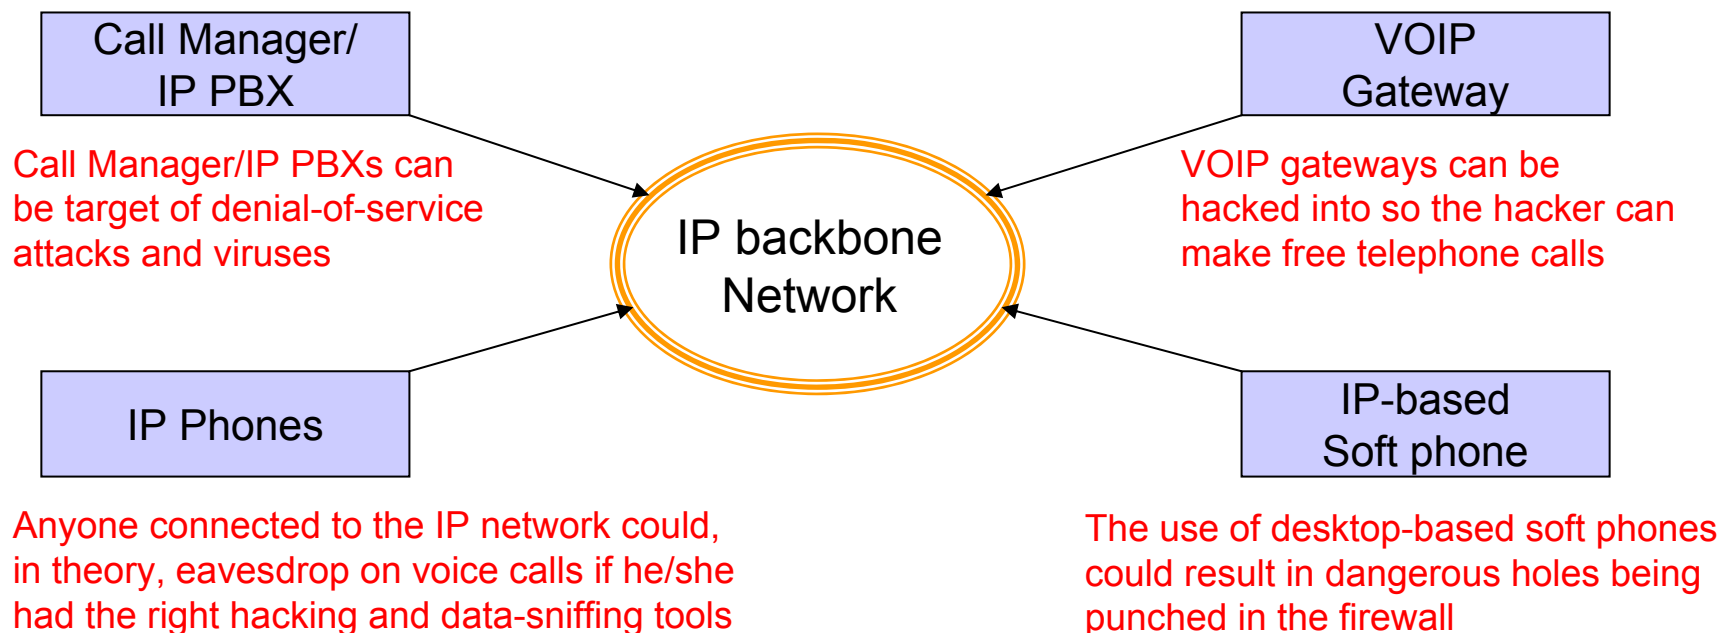 Call Manager/
IP PBX
VOIP
Gateway
Call Manager/IP PBXs can
be target of denial-of-service
attacks and viruses
VOIP gateways can be
hacked into so the hacker can
make free telephone calls
IP backbone
Network
IP Phones
IP-based
Soft phone
Anyone connected to the IP network could,
in theory, eavesdrop on voice calls if he/she
had the right hacking and data-sniffing tools
The use of desktop-based soft phones
could result in dangerous holes being
punched in the firewall